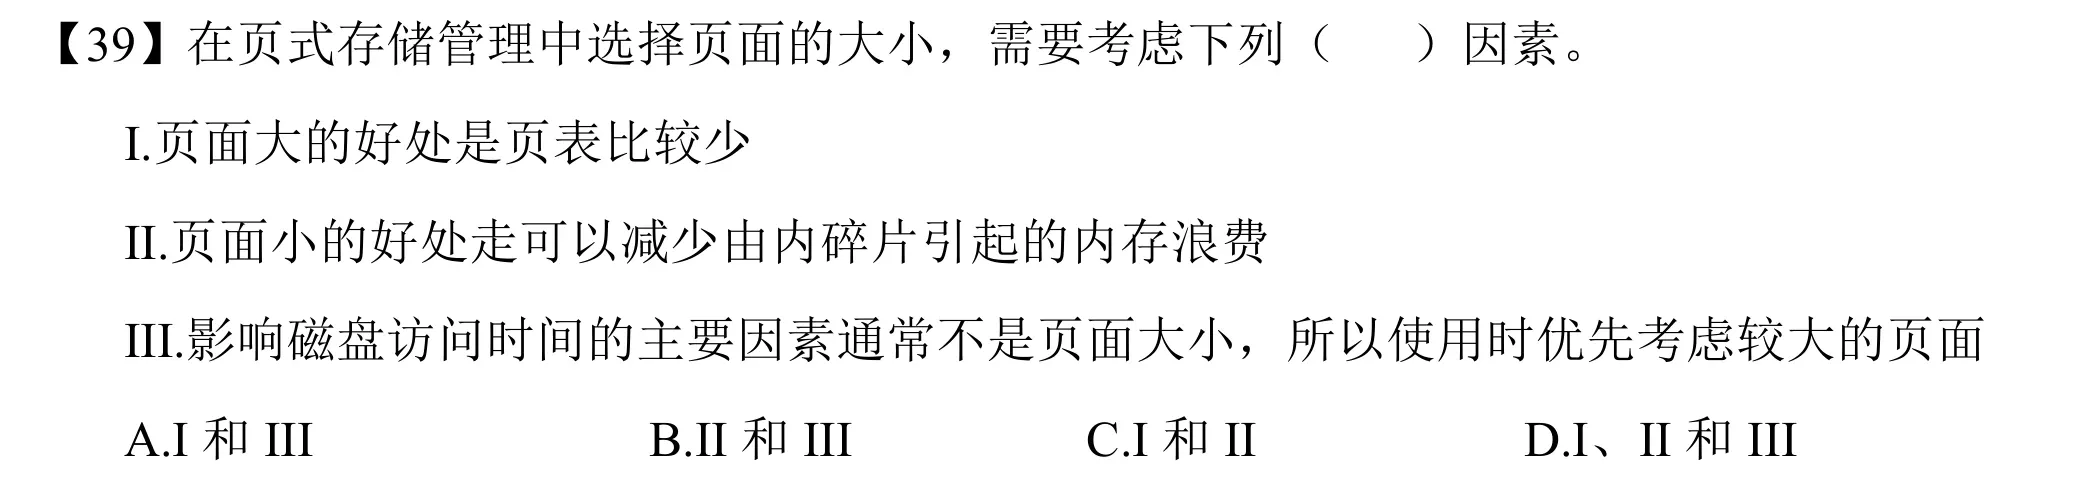 【39】在页式存储管理中选择页面的大小，需要考虑下列（　　）因素。
I.页面大的好处是页表比较少
II.页面小的好处走可以减少由内碎片引起的内存浪费
III.影响磁盘访问时间的主要因素通常不是页面大小，所以使用时优先考虑较大的页面
A.I 和 III B.II 和 III C.I 和 II D.I、II 和 III